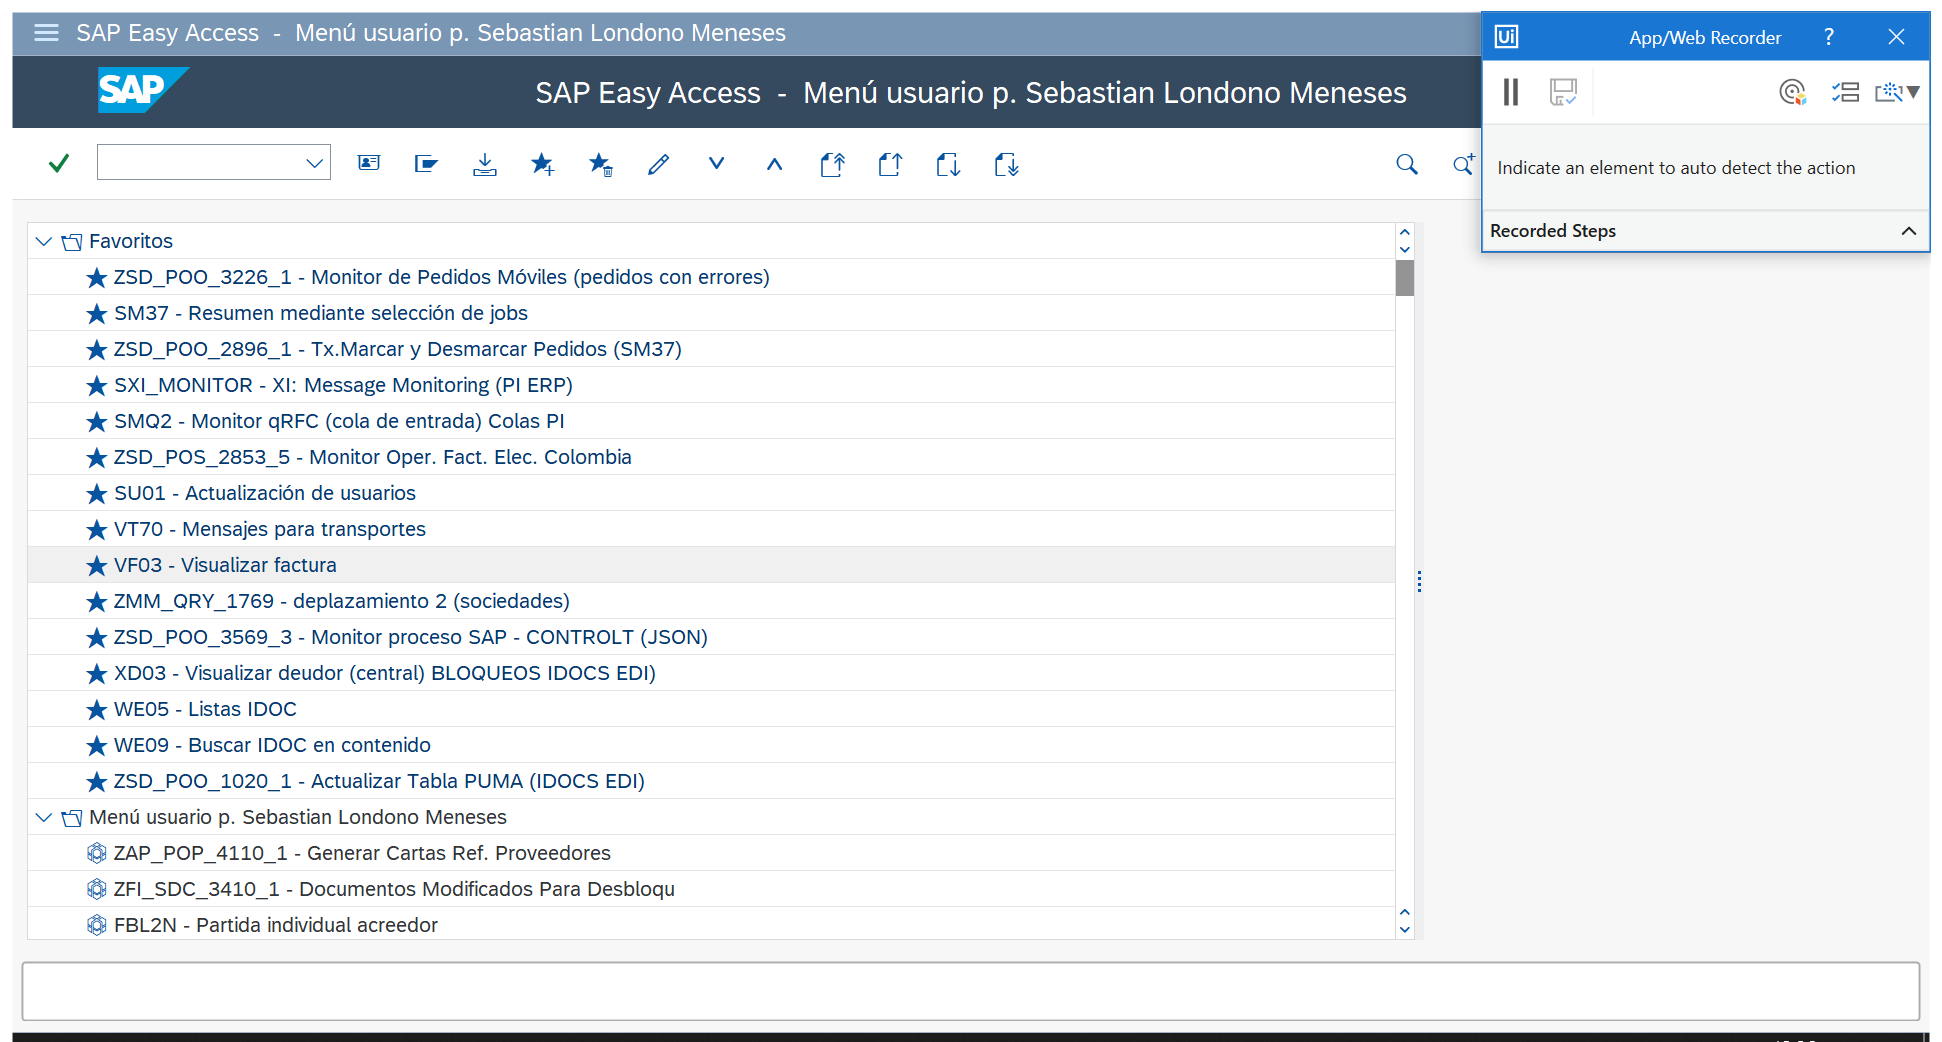 SAP Easy Access - Menú usuario p. Sebastian Londono Meneses
Ui
App/Web Recorder
?
SAP
SAP Easy Access - Menú usuario p. Sebastian Londono Meneses
Indicate an element to auto detect the action
Recorded Steps
Favoritos
ZSD_POO_3226_1 - Monitor de Pedidos Móviles (pedidos con errores)
SM37 - Resumen mediante selección de jobs
ZSD_POO_2896_1 - Tx.Marcar y Desmarcar Pedidos (SM37)
SXI_MONITOR - XI: Message Monitoring (PI ERP)
SMQ2 - Monitor qRFC (cola de entrada) Colas PI
ZSD_POS_2853_5 - Monitor Oper. Fact. Elec. Colombia
SU01 - Actualización de usuarios
VT70 - Mensajes para transportes
VF03 - Visualizar factura
ZMM_QRY_1769 - deplazamiento 2 (sociedades)
ZSD_POO_3569_3 - Monitor proceso SAP - CONTROLT (JSON)
XD03 - Visualizar deudor (central) BLOQUEOS IDOCS EDI)
WE05 - Listas IDOC
WE09 - Buscar IDOC en contenido
ZSD_POO_1020_1 - Actualizar Tabla PUMA (IDOCS EDI)
Menú usuario p. Sebastian Londono Meneses
ZAP_POP_4110_1 - Generar Cartas Ref. Proveedores
ZFI_SDC_3410_1 - Documentos Modificados Para Desbloqu
FBL2N - Partida individual acreedor